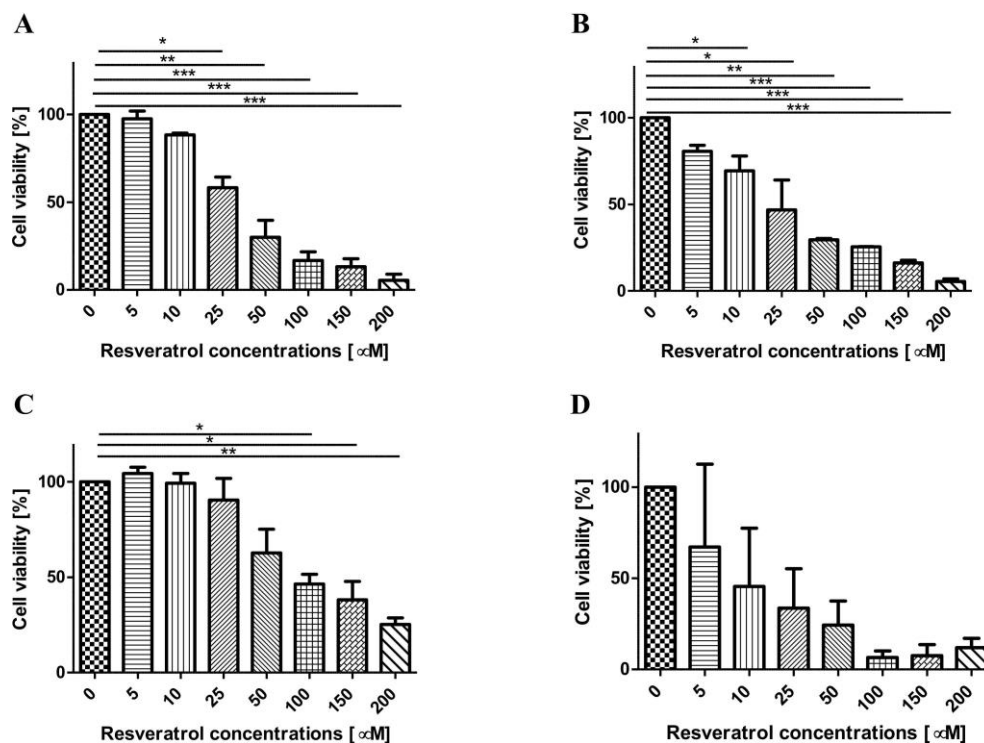 A
*
**
***
***
***
Cell viability [%]
100
50
0
0 5 10 25 50 100 150 200
Resveratrol concentrations [ ∝M]
B
*
*
**
***
***
***
Cell viability [%]
100
50
0
0 5 10 25 50 100 150 200
Resveratrol concentrations [ ∝M]
C
*
*
**
Cell viability [%]
100
50
0
0 5 10 25 50 100 150 200
Resveratrol concentrations [ ∝M]
D
Cell viability [%]
100
50
0
0 5 10 25 50 100 150 200
Resveratrol concentrations [ ∝M]